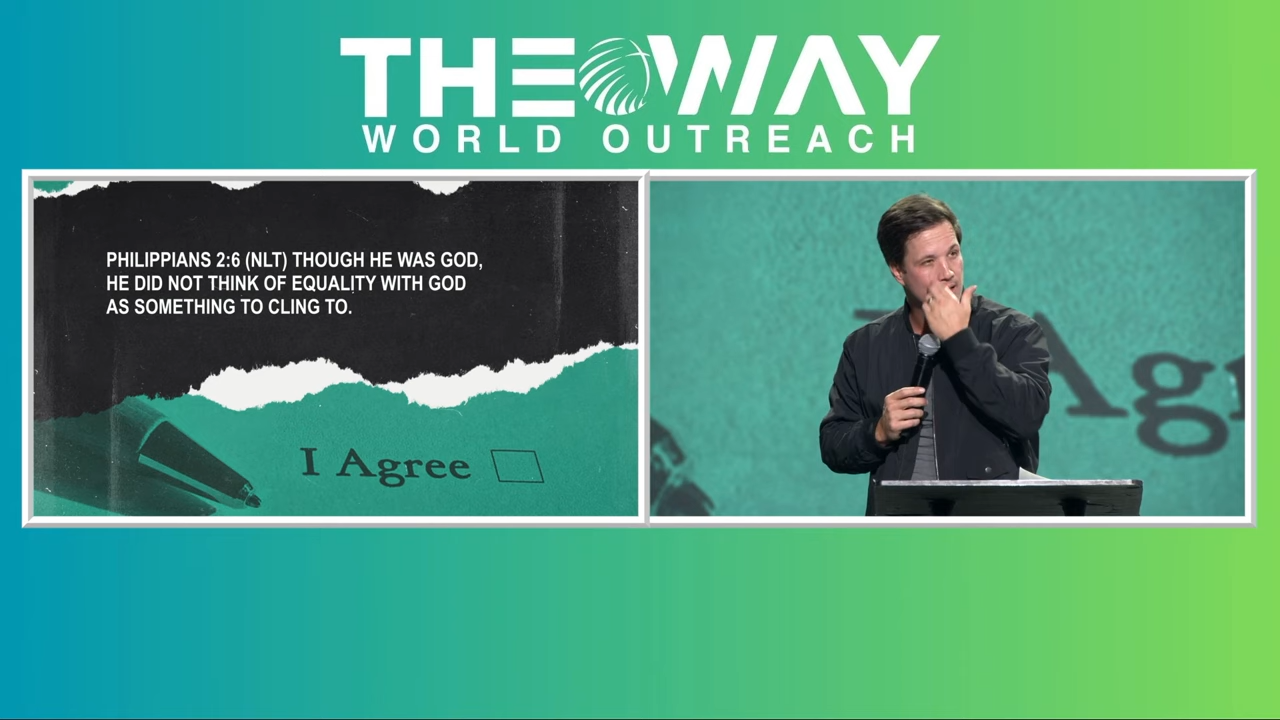 THE WAY
WORLD OUTREACH
PHILIPPIANS 2:6 (NLT) THOUGH HE WAS GOD,
HE DID NOT THINK OF EQUALITY WITH GOD
AS SOMETHING TO CLING TO.
I Agree
I Agr